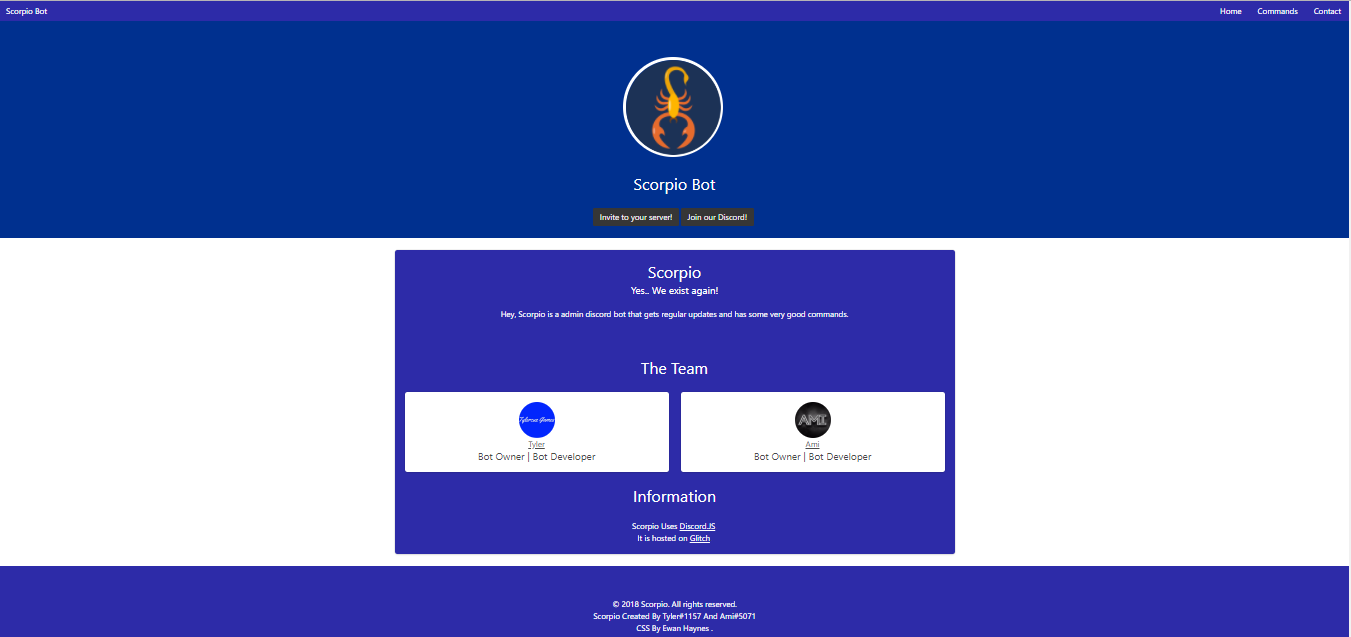 Scorpio Bot
Home Commands Contact
Scorpio Bot
Invite to your server! Join our Discord!
Scorpio
Yes.. We exist again!
Hey, Scorpio is a admin discord bot that gets regular updates and has some very good commands.
The Team
Tyler
Bot Owner | Bot Developer
AMI
Ami
Bot Owner | Bot Developer
Information
Scorpio Uses Discord.JS
It is hosted on Glitch
© 2018 Scorpio. All rights reserved.
Scorpio Created By Tyler#1157 And Ami#5071
CSS By Ewan Haynes .